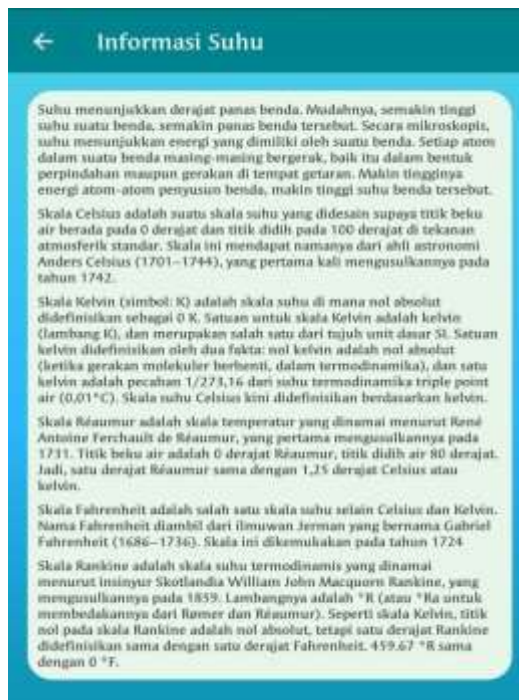 Informasi Suhu
Suhu menunjukkan derajat panas benda. Mudahnya, semakin tinggi
suhu suatu benda, semakin panas benda tersebut. Secara mikroskopis,
suhu menunjukkan energi yang dimiliki oleh suatu benda. Setiap atom
dalam suatu benda masing-masing bergerak, baik itu dalam bentuk
perpindahan maupun gerakan di tempat getaran. Makin tingginya
energi atom-atom penyusun benda, makin tinggi suhu benda tersebut.
Skala Celsius adalah suatu skala suhu yang didesain supaya titik beku
air berada pada 0 derajat dan titik didih pada 100 derajat di tekanan
atmosferik standar. Skala ini mendapat namanya dari ahli astronomi
Anders Celsius (1701–1744), yang pertama kali mengusulkannya pada
tahun 1742.
Skala Kelvin (simbol: K) adalah skala suhu di mana nol absolut
didefinisikan sebagai 0 K. Satuan untuk skala Kelvin adalah kelvin
(lambang K), dan merupakan salah satu dari tujuh unit dasar SI. Satuan
kelvin didefinisikan oleh dua fakta: nol kelvin adalah nol absolut
(ketika gerakan molekuler berhenti, dalam termodinamika), dan satu
kelvin adalah pecahan 1/273,16 dari suhu termodinamika triple point
air (0,01°C). Skala suhu Celsius kini didefinisikan berdasarkan kelvin.
Skala Réaumur adalah skala temperatur yang dinamai menurut René
Antoine Ferchault de Réaumur, yang pertama mengusulkannya pada
1731. Titik beku air adalah 0 derajat Réaumur, titik didih air 80 derajat.
Jadi, satu derajat Réaumur sama dengan 1,25 derajat Celsius atau
kelvin.
Skala Fahrenheit adalah salah satu skala suhu selain Celsius dan Kelvin.
Nama Fahrenheit diambil dari ilmuwan Jerman yang bernama Gabriel
Fahrenheit (1686–1736). Skala ini dikemukakan pada tahun 1724
Skala Rankine adalah skala suhu termodinamis yang dinamai
menurut insinyur Skotlandia William John Macquorn Rankine, yang
mengusulkannya pada 1859. Lambangnya adalah °R (atau °Ra untuk
membedakannya dari Rømer dan Réaumur). Seperti skala Kelvin, titik
nol pada skala Rankine adalah nol absolut, tetapi satu derajat Rankine
didefinisikan sama dengan satu derajat Fahrenheit. 459.67 °R sama
dengan 0 °F.